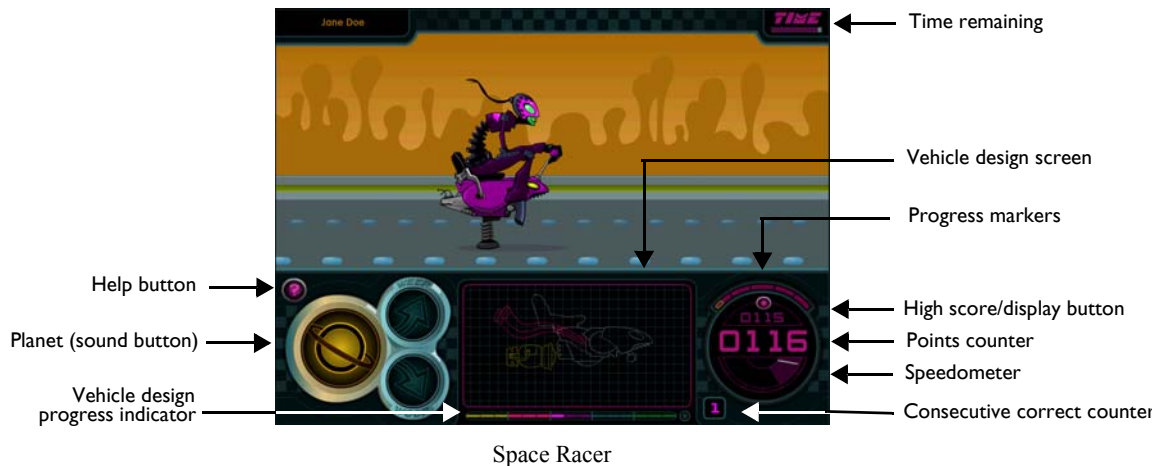 Jane Doe
TIME
Time remaining
Vehicle design screen
Progress markers
Help button
High score/display button
0115
Planet (sound button)
0116
Points counter
Speedometer
Vehicle design
progress indicator
1
Consecutive correct counter
Space Racer